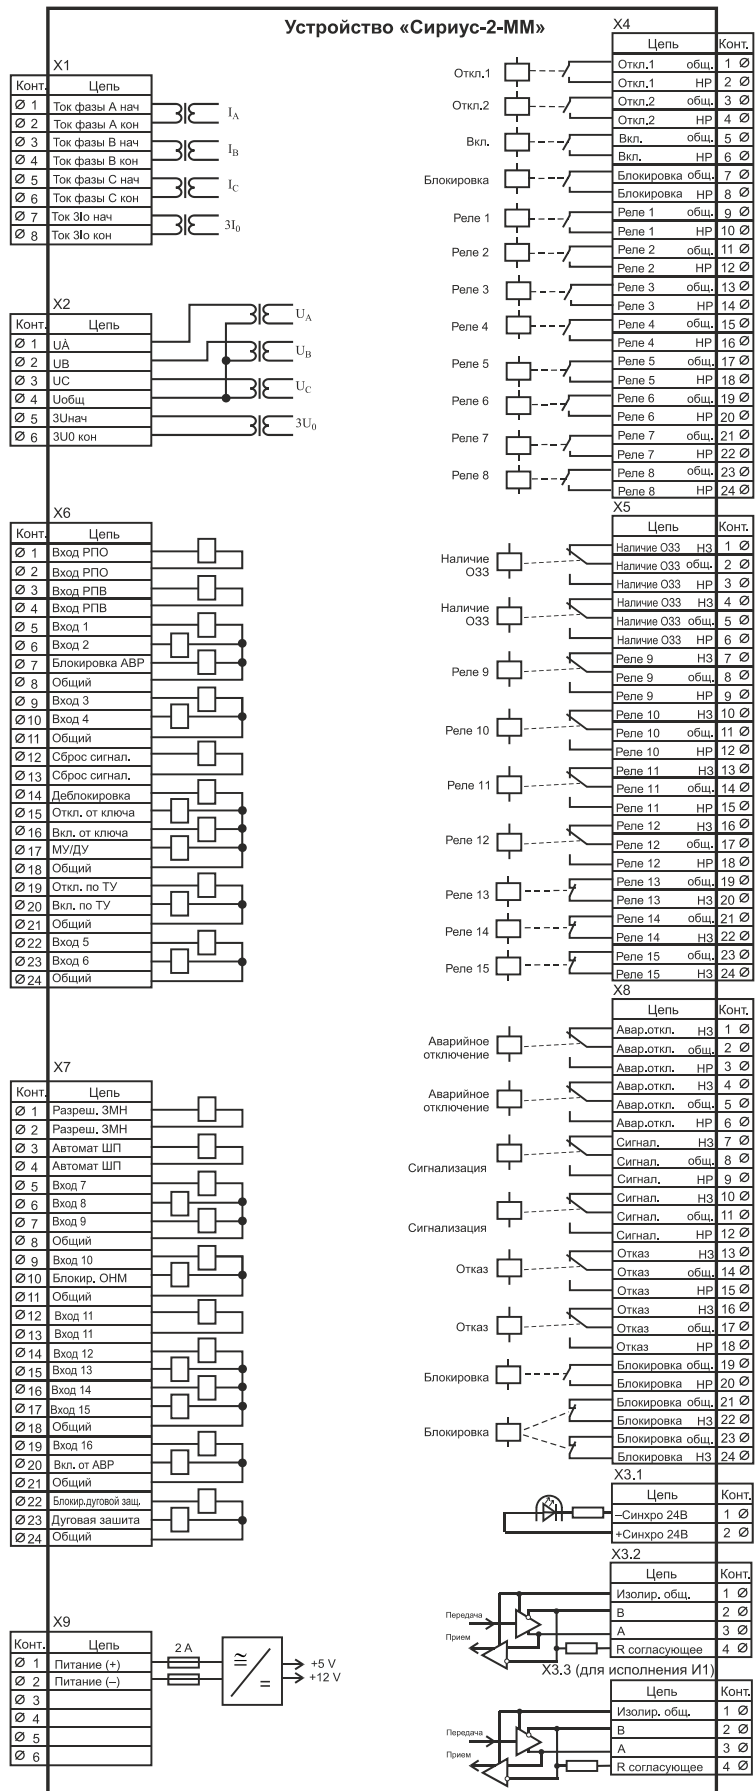 Устройство «Сириус-2-ММ»
X1
Конт. Цепь
Ø 1 Ток фазы А нач
Ø 2 Ток фазы А кон
IA
Ø 3 Ток фазы В нач
Ø 4 Ток фазы В кон
IB
Ø 5 Ток фазы С нач
Ø 6 Ток фазы С кон
IC
Ø 7 Ток 3Iо нач
Ø 8 Ток 3Iо кон
3I0
X2
Конт. Цепь
Ø 1 UÀ
Ø 2 UB
Ø 3 UC
Ø 4 Uобщ
Ø 5 3Uнач
Ø 6 3U0 кон
UA
UB
UC
3U0
X6
Конт. Цепь
Ø 1 Вход РПО
Ø 2 Вход РПО
Ø 3 Вход РПВ
Ø 4 Вход РПВ
Ø 5 Вход 1
Ø 6 Вход 2
Ø 7 Блокировка АВР
Ø 8 Общий
Ø 9 Вход 3
Ø 10 Вход 4
Ø 11 Общий
Ø 12 Сброс сигнал.
Ø 13 Сброс сигнал.
Ø 14 Деблокировка
Ø 15 Откл. от ключа
Ø 16 Вкл. от ключа
Ø 17 МУ/ДУ
Ø 18 Общий
Ø 19 Откл. по ТУ
Ø 20 Вкл. по ТУ
Ø 21 Общий
Ø 22 Вход 5
Ø 23 Вход 6
Ø 24 Общий
X7
Конт. Цепь
Ø 1 Разреш. ЗМН
Ø 2 Разреш. ЗМН
Ø 3 Автомат ШП
Ø 4 Автомат ШП
Ø 5 Вход 7
Ø 6 Вход 8
Ø 7 Вход 9
Ø 8 Общий
Ø 9 Вход 10
Ø 10 Блокир. ОНМ
Ø 11 Общий
Ø 12 Вход 11
Ø 13 Вход 11
Ø 14 Вход 12
Ø 15 Вход 13
Ø 16 Вход 14
Ø 17 Вход 15
Ø 18 Общий
Ø 19 Вход 16
Ø 20 Вкл. от АВР
Ø 21 Общий
Ø 22 Блокир.дуговой защ.
Ø 23 Дуговая зашита
Ø 24 Общий
X9
Конт. Цепь
Ø 1 Питание (+)
Ø 2 Питание (–)
Ø 3
Ø 4
Ø 5
Ø 6
2 А
≅
=
+5 V
+12 V
X4
Цепь Конт.
Откл.1
Откл.1 общ. 1 Ø
Откл.1 НР 2 Ø
Откл.2
Откл.2 общ. 3 Ø
Откл.2 НР 4 Ø
Вкл.
Вкл. общ. 5 Ø
Вкл. НР 6 Ø
Блокировка
Блокировка общ. 7 Ø
Блокировка НР 8 Ø
Реле 1
Реле 1 общ. 9 Ø
Реле 1 НР 10 Ø
Реле 2
Реле 2 общ. 11 Ø
Реле 2 НР 12 Ø
Реле 3
Реле 3 общ. 13 Ø
Реле 3 НР 14 Ø
Реле 4
Реле 4 общ. 15 Ø
Реле 4 НР 16 Ø
Реле 5
Реле 5 общ. 17 Ø
Реле 5 НР 18 Ø
Реле 6
Реле 6 общ. 19 Ø
Реле 6 НР 20 Ø
Реле 7
Реле 7 общ. 21 Ø
Реле 7 НР 22 Ø
Реле 8
Реле 8 общ. 23 Ø
Реле 8 НР 24 Ø
X5
Цепь Конт.
Наличие
ОЗЗ
Наличие ОЗЗ НЗ 1 Ø
Наличие ОЗЗ общ. 2 Ø
Наличие ОЗЗ НР 3 Ø
Наличие
ОЗЗ
Наличие ОЗЗ НЗ 4 Ø
Наличие ОЗЗ общ. 5 Ø
Наличие ОЗЗ НР 6 Ø
Реле 9
Реле 9 НЗ 7 Ø
Реле 9 общ. 8 Ø
Реле 9 НР 9 Ø
Реле 10
Реле 10 НЗ 10 Ø
Реле 10 общ. 11 Ø
Реле 10 НР 12 Ø
Реле 11
Реле 11 НЗ 13 Ø
Реле 11 общ. 14 Ø
Реле 11 НР 15 Ø
Реле 12
Реле 12 НЗ 16 Ø
Реле 12 общ. 17 Ø
Реле 12 НР 18 Ø
Реле 13
Реле 13 общ. 19 Ø
Реле 13 НЗ 20 Ø
Реле 14
Реле 14 общ. 21 Ø
Реле 14 НЗ 22 Ø
Реле 15
Реле 15 общ. 23 Ø
Реле 15 НЗ 24 Ø
X8
Цепь Конт.
Аварийное
отключение
Авар.откл. НЗ 1 Ø
Авар.откл. общ. 2 Ø
Авар.откл. НР 3 Ø
Аварийное
отключение
Авар.откл. НЗ 4 Ø
Авар.откл. общ. 5 Ø
Авар.откл. НР 6 Ø
Сигнализация
Сигнал. НЗ 7 Ø
Сигнал. общ. 8 Ø
Сигнал. НР 9 Ø
Сигнализация
Сигнал. НЗ 10 Ø
Сигнал. общ. 11 Ø
Сигнал. НР 12 Ø
Отказ
Отказ НЗ 13 Ø
Отказ общ. 14 Ø
Отказ НР 15 Ø
Отказ
Отказ НЗ 16 Ø
Отказ общ. 17 Ø
Отказ НР 18 Ø
Блокировка
Блокировка общ. 19 Ø
Блокировка НР 20 Ø
Блокировка
Блокировка общ. 21 Ø
Блокировка НЗ 22 Ø
Блокировка общ. 23 Ø
Блокировка НЗ 24 Ø
X3.1
Цепь Конт.
–Синхро 24В 1 Ø
+Синхро 24В 2 Ø
X3.2
Цепь Конт.
Изолир. общ. 1 Ø
В 2 Ø
А 3 Ø
R согласующее 4 Ø
Передача
Прием
X3.3 (для исполнения И1)
Цепь Конт.
Изолир. общ. 1 Ø
В 2 Ø
А 3 Ø
R согласующее 4 Ø
Передача
Прием